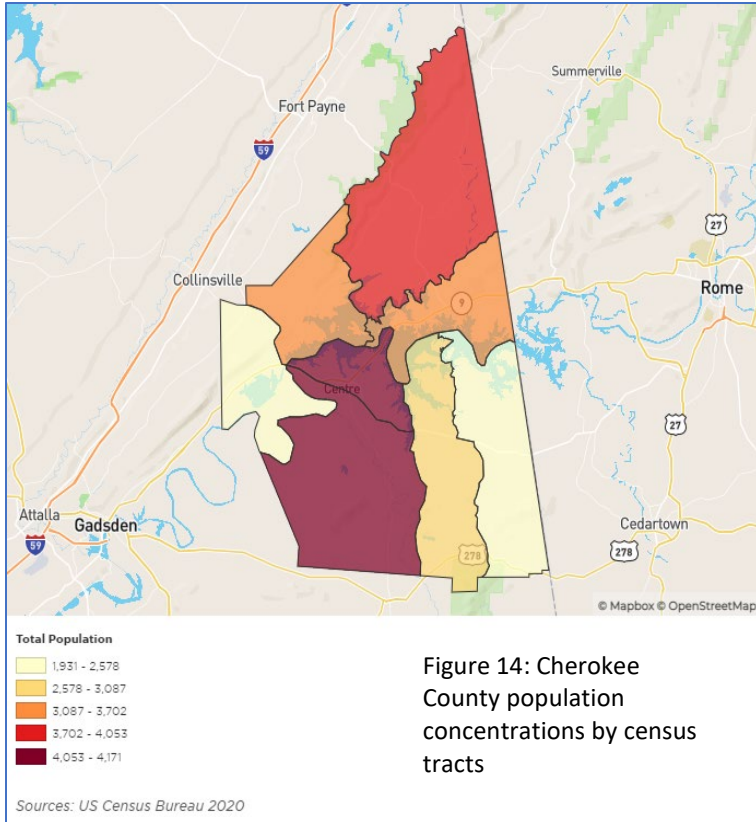 Summerville
Fort Payne
59
27
Collinsville
Rome
9
Centre
27
Attalla
Gadsden
Cedartown
59
278
278
© Mapbox © OpenStreetMap
Total Population
1,931 - 2,578
2,578 - 3,087
3,087 - 3,702
3,702 - 4,053
4,053 - 4,171
Figure 14: Cherokee
County population
concentrations by census
tracts
Sources: US Census Bureau 2020